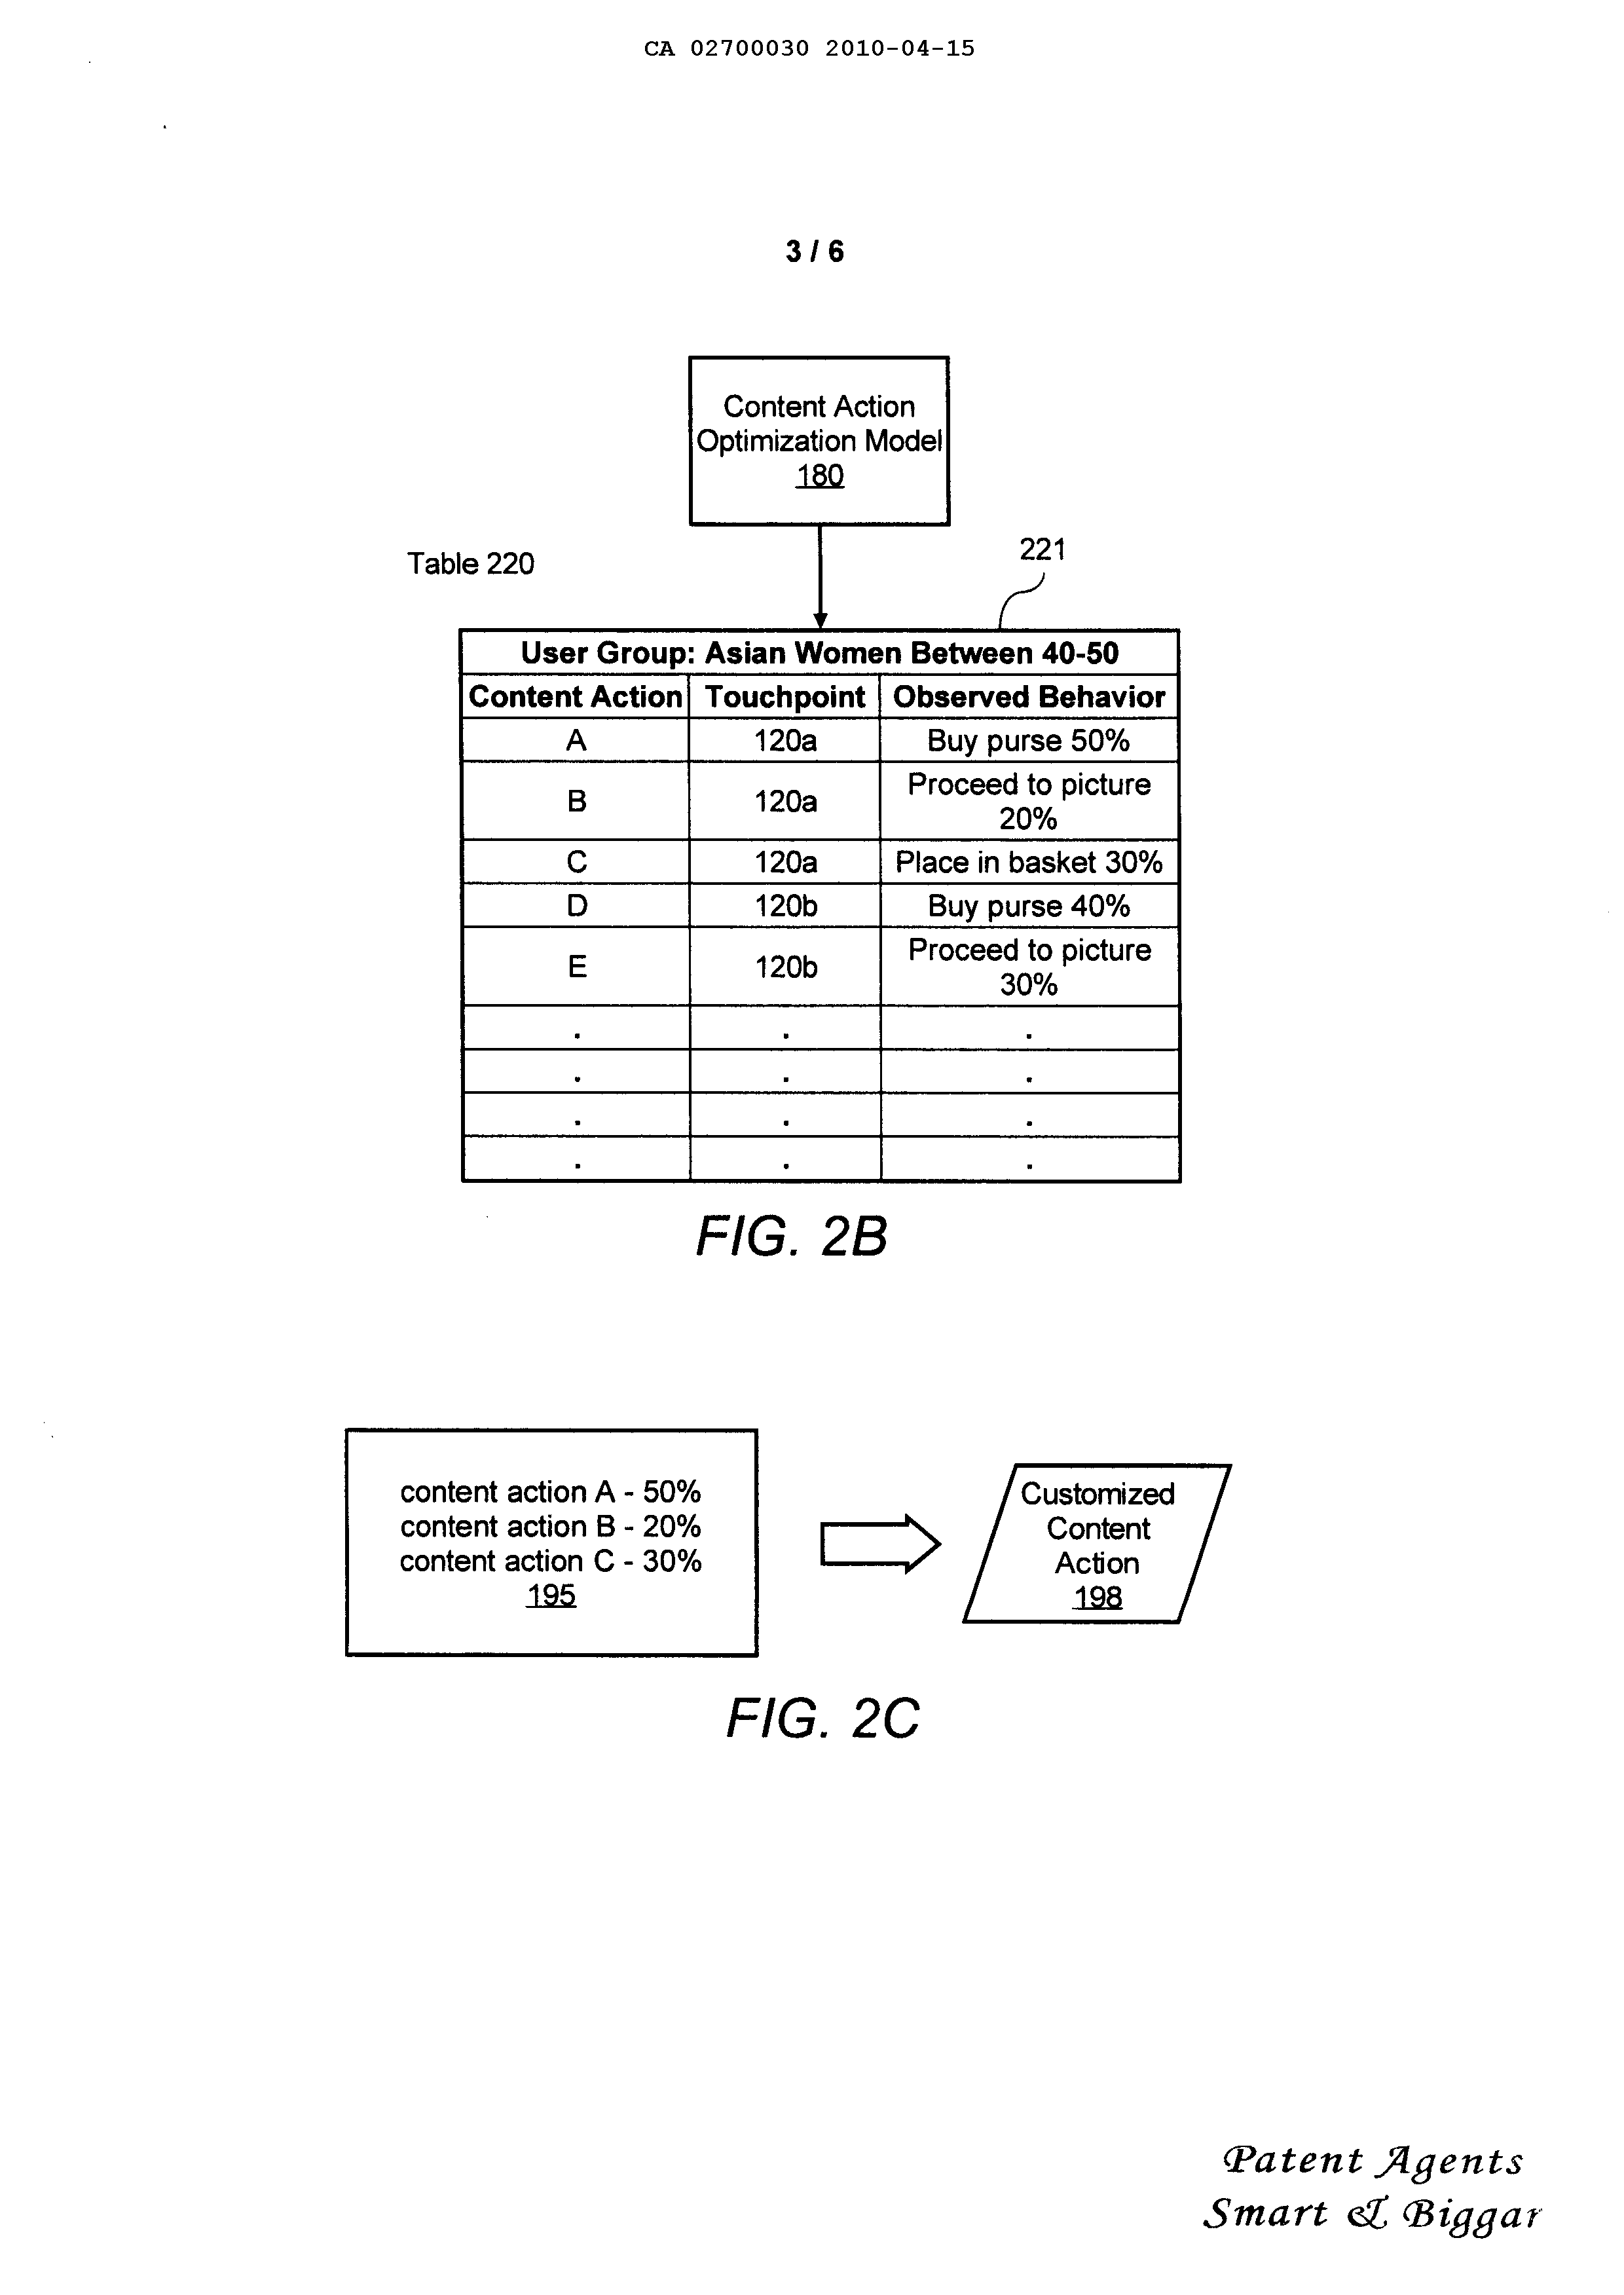 CA 02700030 2010-04-15
3 / 6
Content Action
Optimization Model
180
Table 220
221
User Group: Asian Women Between 40-50
Content Action Touchpoint Observed Behavior
A 120a Buy purse 50%
B 120a Proceed to picture
20%
C 120a Place in basket 30%
D 120b Buy purse 40%
E 120b Proceed to picture
30%
. . .
. . .
. . .
. . .
FIG. 2B
content action A - 50%
content action B - 20%
content action C - 30%
195
Customized
Content
Action
198
FIG. 2C
Patent Agents
Smart & Biggar